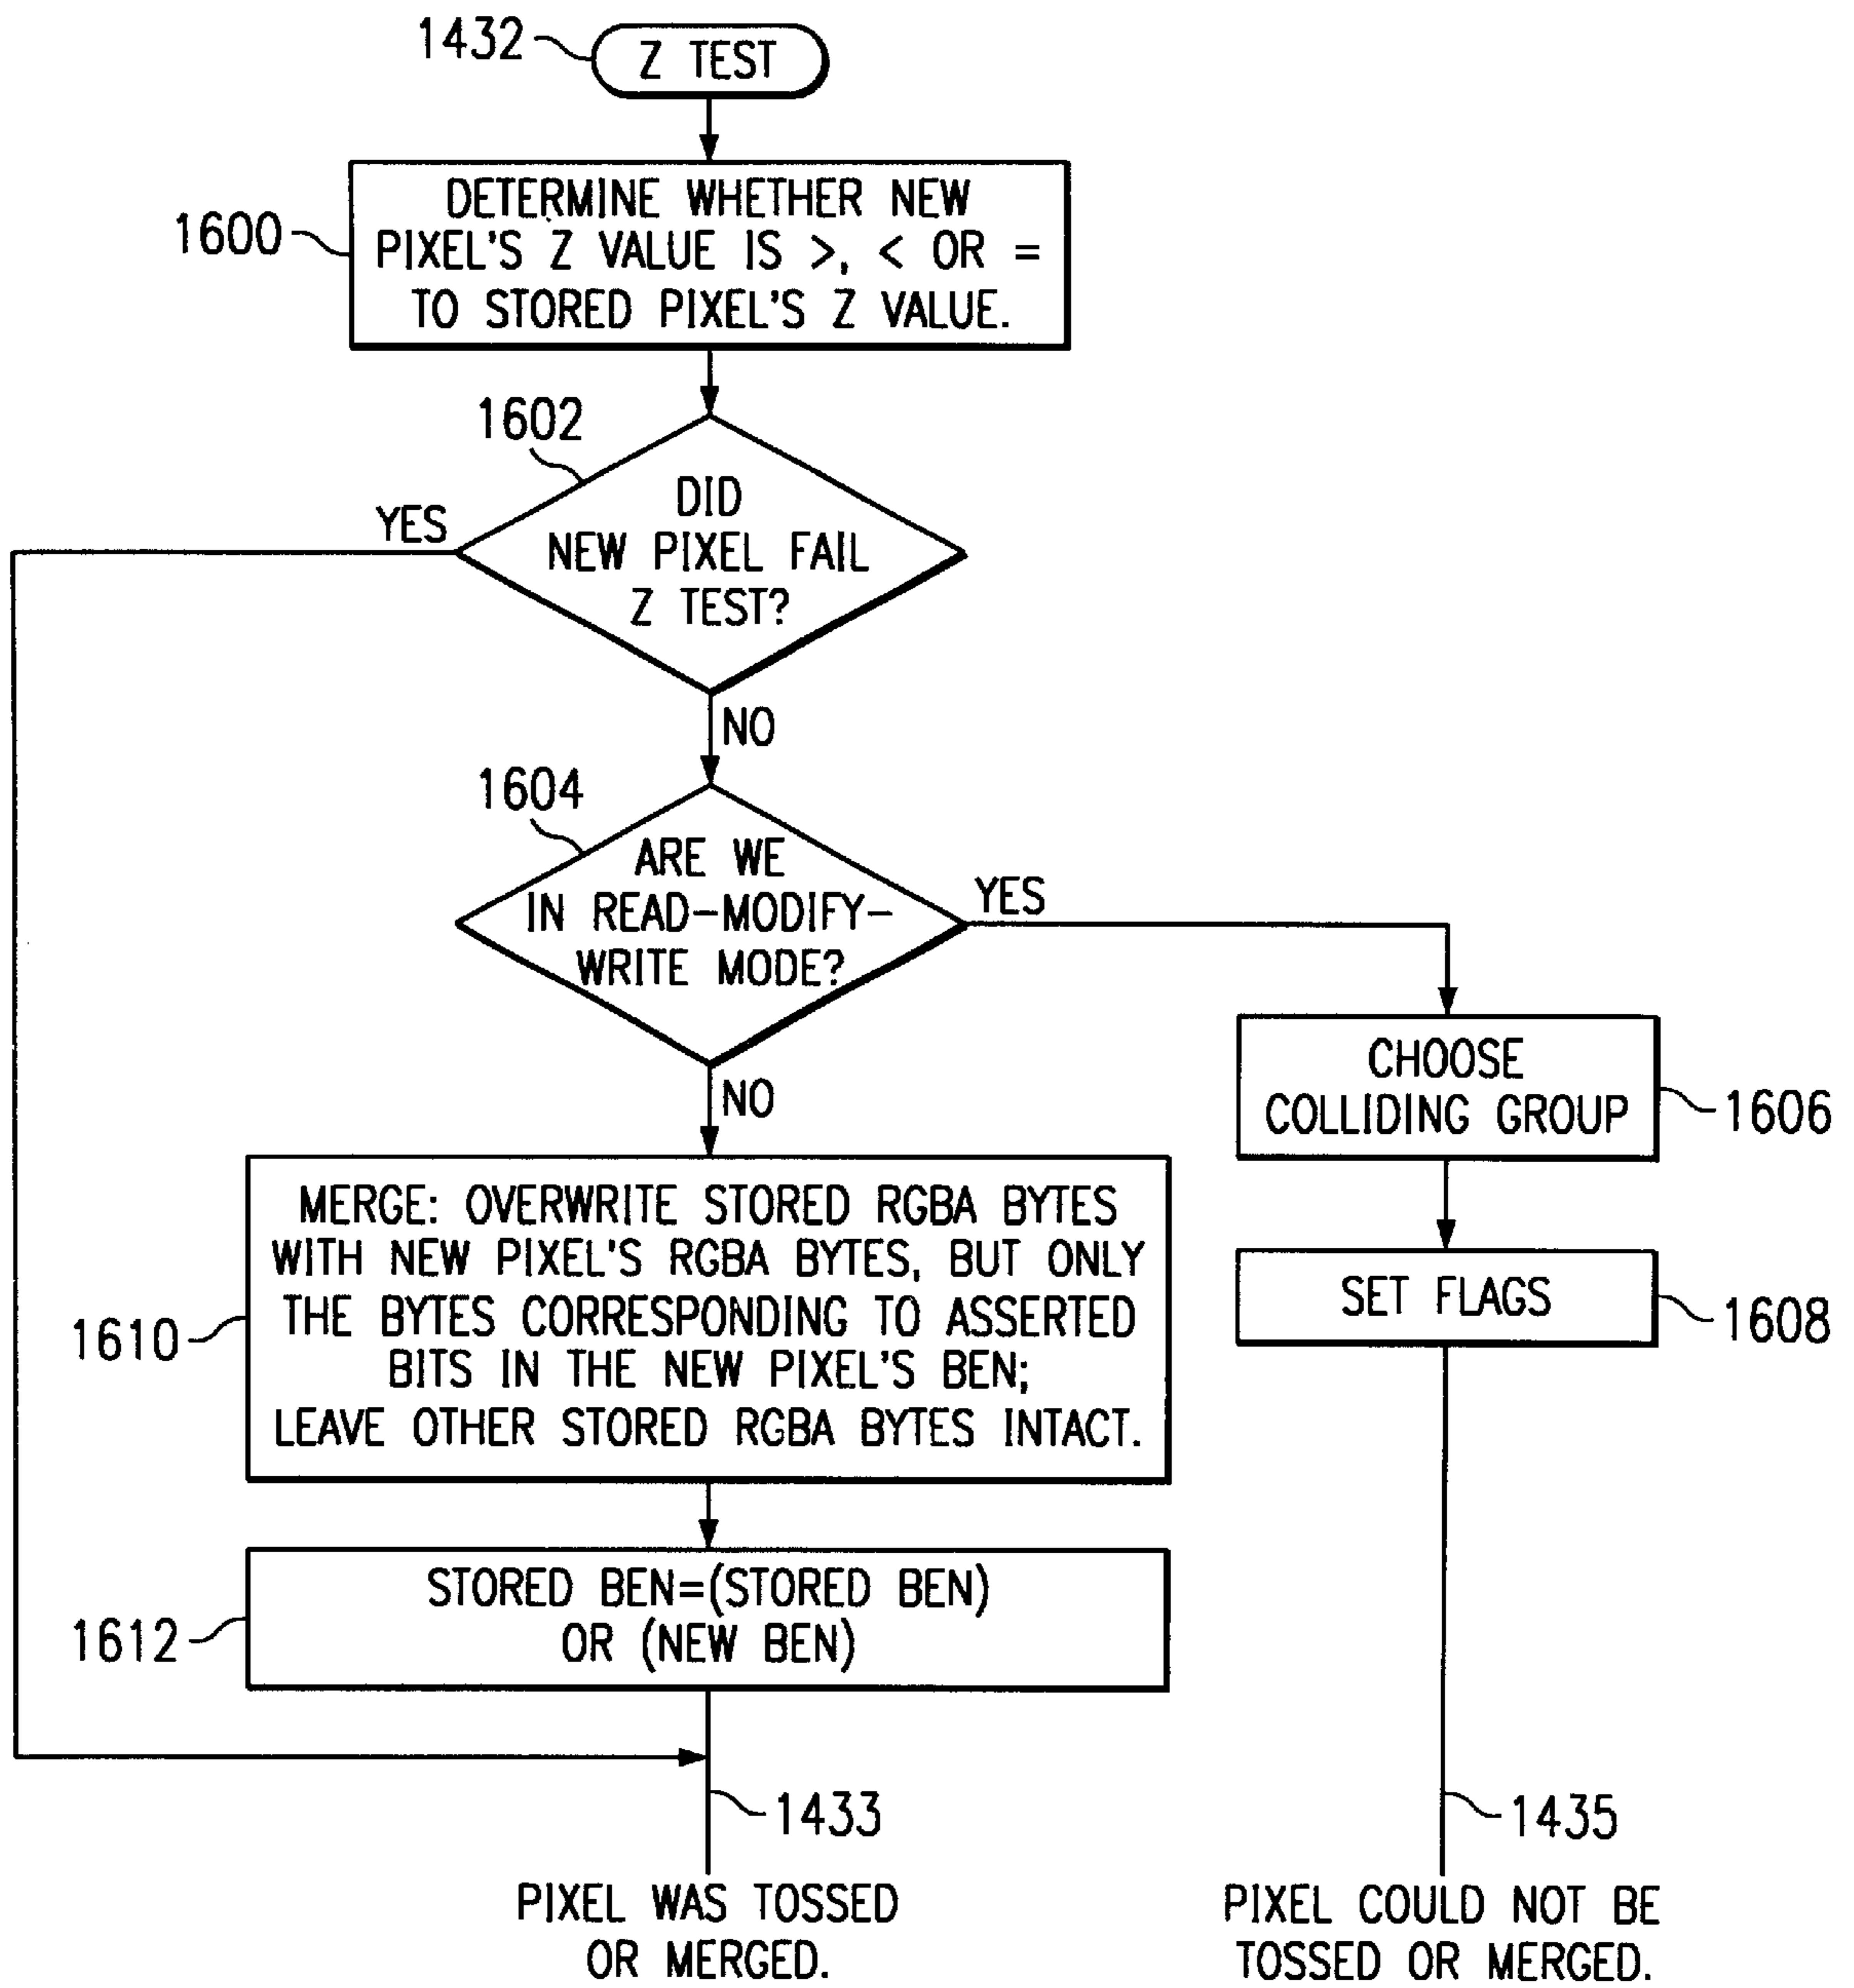 1432
Z TEST
1600
DETERMINE WHETHER NEW
PIXEL'S Z VALUE IS >, < OR =
TO STORED PIXEL'S Z VALUE.
1602
DID
NEW PIXEL FAIL
Z TEST?
YES
NO
1604
ARE WE
IN READ-MODIFY-
WRITE MODE?
YES
NO
CHOOSE
COLLIDING GROUP
1606
SET FLAGS
1608
MERGE: OVERWRITE STORED RGBA BYTES
WITH NEW PIXEL'S RGBA BYTES, BUT ONLY
THE BYTES CORRESPONDING TO ASSERTED
BITS IN THE NEW PIXEL'S BEN;
LEAVE OTHER STORED RGBA BYTES INTACT.
1610
STORED BEN=(STORED BEN)
OR (NEW BEN)
1612
1433
PIXEL WAS TOSSED
OR MERGED.
1435
PIXEL COULD NOT BE
TOSSED OR MERGED.